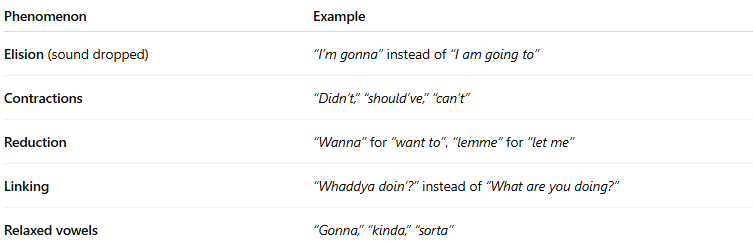 Phenomenon Example
Elision (sound dropped) “I’m gonna” instead of “I am going to”
Contractions “Didn’t,” “should’ve,” “can’t”
Reduction “Wanna” for “want to”, “lemme” for “let me”
Linking “Whaddya doin’?” instead of “What are you doing?”
Relaxed vowels “Gonna,” “kinda,” “sorta”